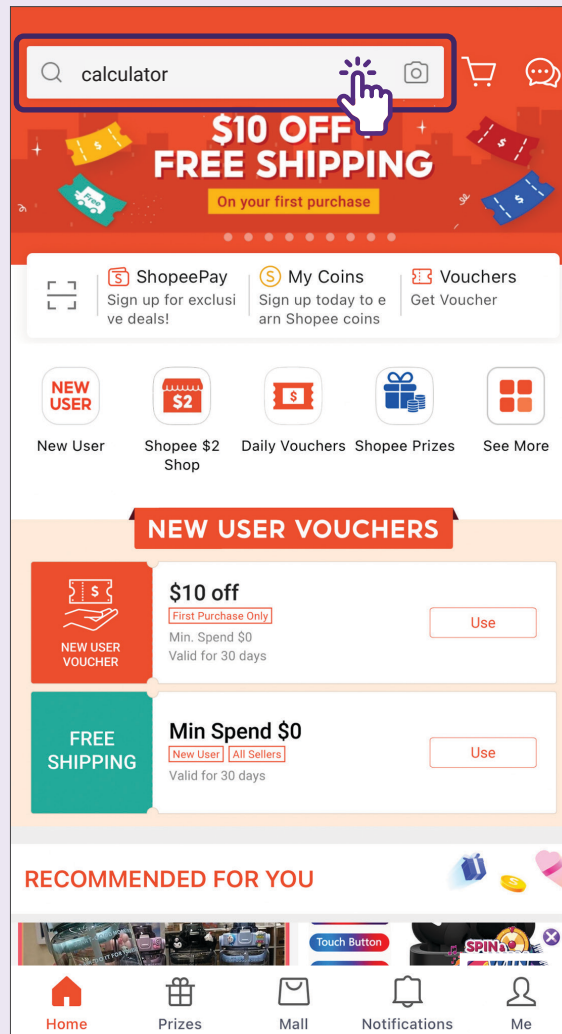 calculator
$10 OFF +
FREE SHIPPING
On your first purchase
Free
ShopeePay
Sign up for exclusi
ve deals!
My Coins
Sign up today to e
arn Shopee coins
Vouchers
Get Voucher
NEW
USER
$2
New User
Shopee $2
Shop
Daily Vouchers
Shopee Prizes
See More
NEW USER VOUCHERS
NEW USER
VOUCHER
$10 off
First Purchase Only
Min. Spend $0
Valid for 30 days
Use
FREE
SHIPPING
Min Spend $0
New User
All Sellers
Valid for 30 days
Use
RECOMMENDED FOR YOU
Touch Button
SPIN &
Home
Prizes
Mall
Notifications
Me